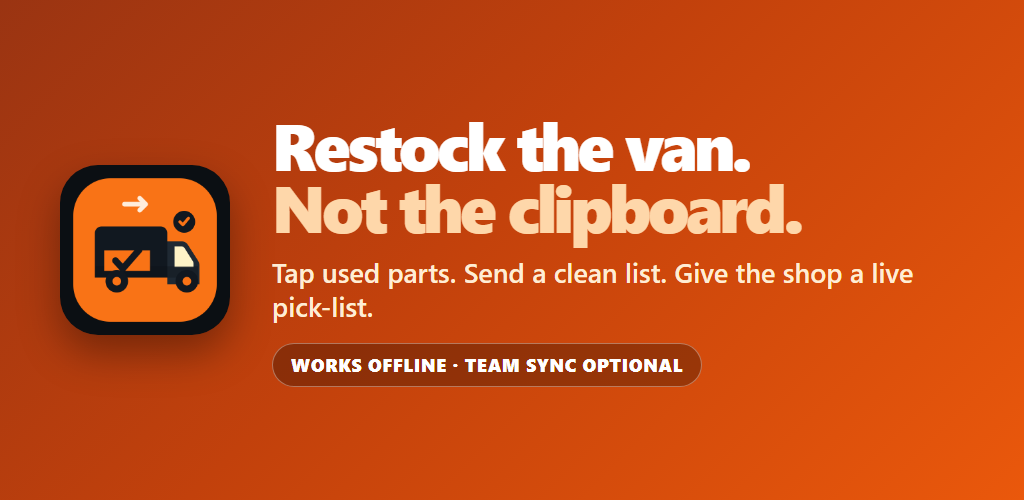 Restock the van.
Not the clipboard.
Tap used parts. Send a clean list. Give the shop a live
pick-list.
WORKS OFFLINE · TEAM SYNC OPTIONAL